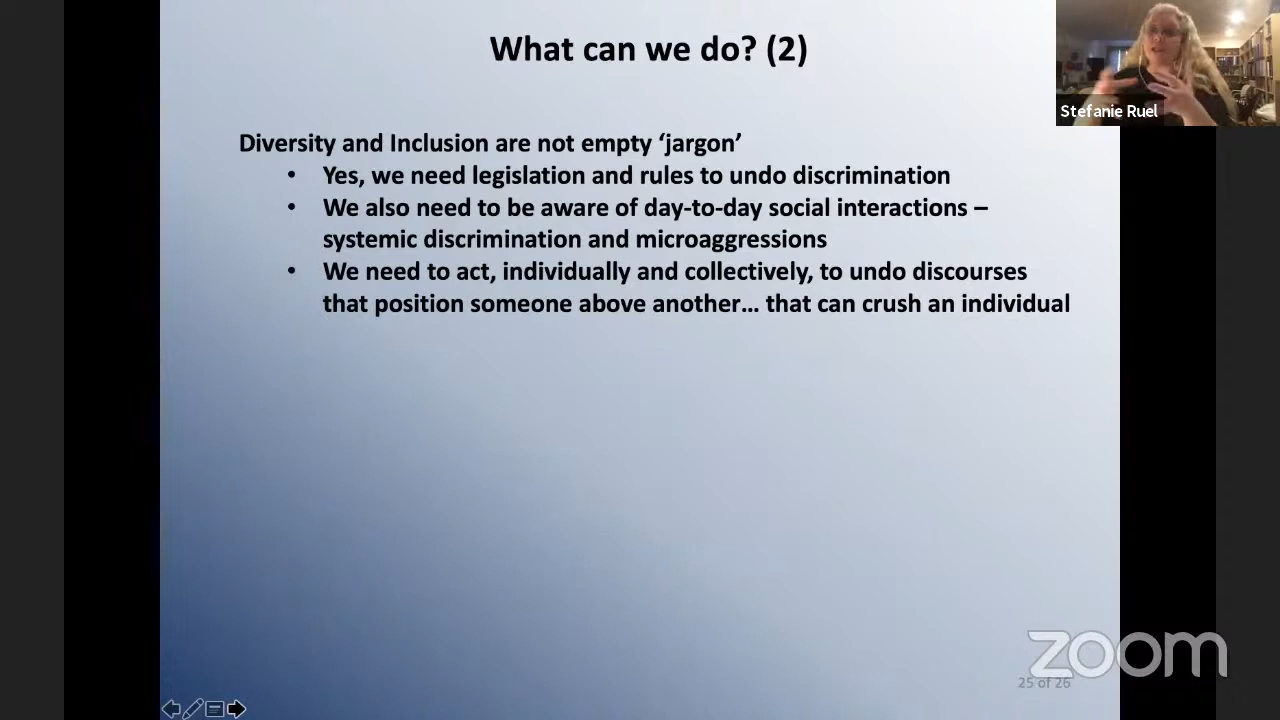 What can we do? (2)
Stefanie Ruel
Diversity and Inclusion are not empty ‘jargon’
• Yes, we need legislation and rules to undo discrimination
• We also need to be aware of day-to-day social interactions –
systemic discrimination and microaggressions
• We need to act, individually and collectively, to undo discourses
that position someone above another… that can crush an individual
zoom
25 of 26